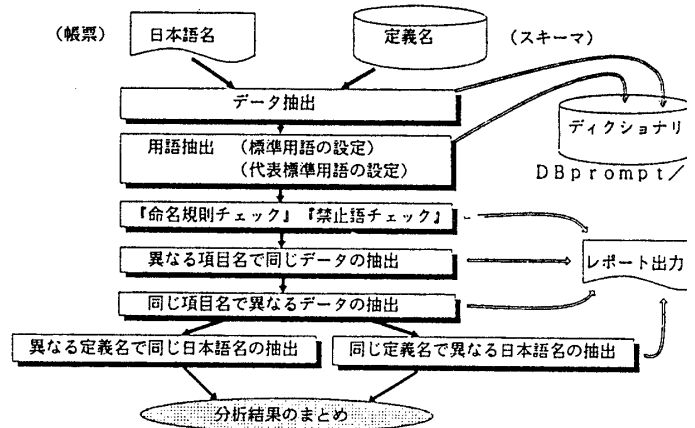 (帳票) 日本語名 定義名 (スキーマ)
データ抽出
ディクショナリ
用語抽出 (標準用語の設定)
(代表標準用語の設定)
DBprompt/
『命名規則チェック』『禁止語チェック』
異なる項目名で同じデータの抽出
レポート出力
同じ項目名で異なるデータの抽出
異なる定義名で同じ日本語名の抽出 同じ定義名で異なる日本語名の抽出
分析結果のまとめ